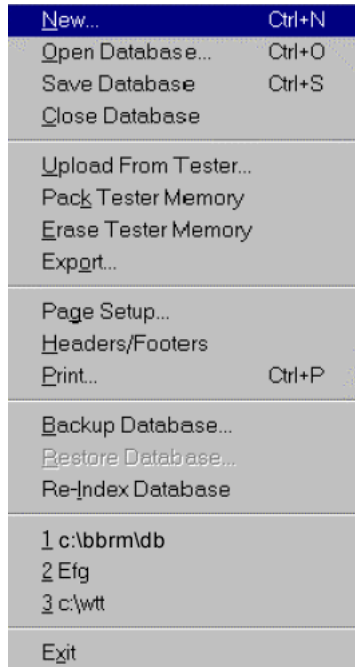 New... Ctrl+N
Open Database... Ctrl+O
Save Database Ctrl+S
Close Database
Upload From Tester...
Pack Tester Memory
Erase Tester Memory
Export...
Page Setup...
Headers/Footers
Print... Ctrl+P
Backup Database...
Restore Database...
Re-Index Database
1 c:\bbrm\db
2 Efg
3 c:\wtt
Exit